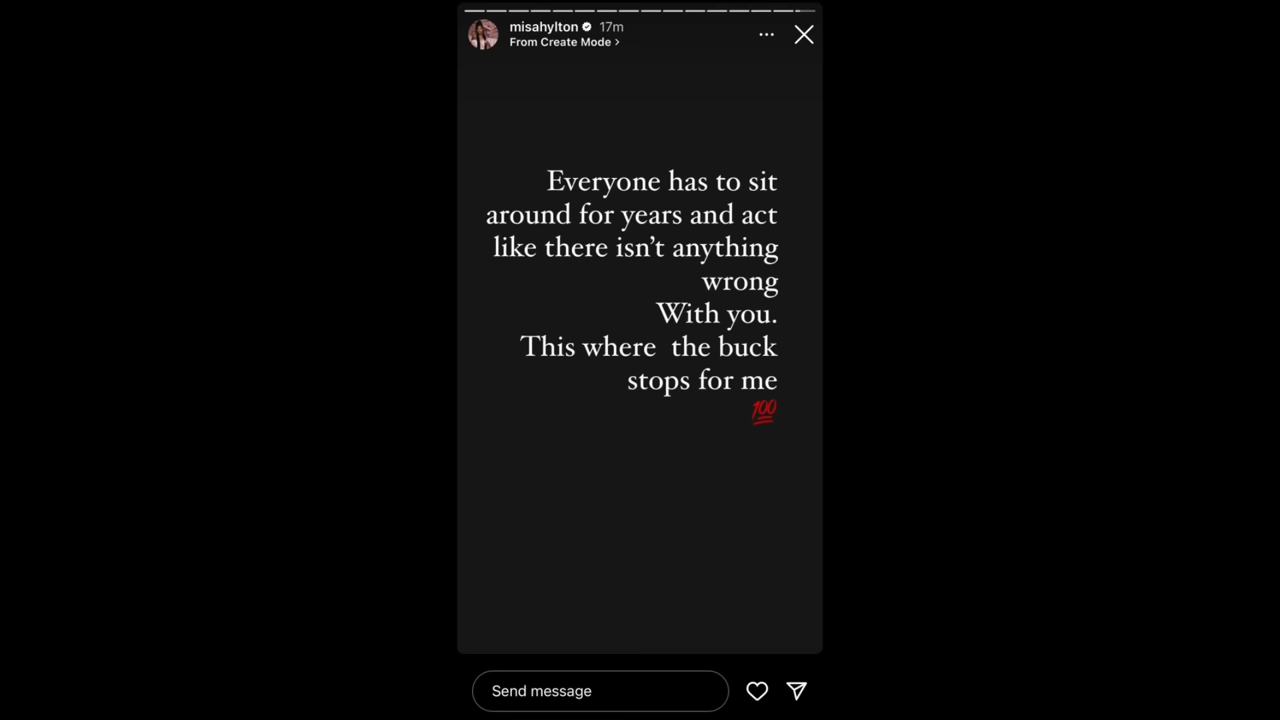 misahylton 17m
From Create Mode >
Everyone has to sit
around for years and act
like there isn’t anything
wrong
With you.
This where  the buck
stops for me
💯
Send message